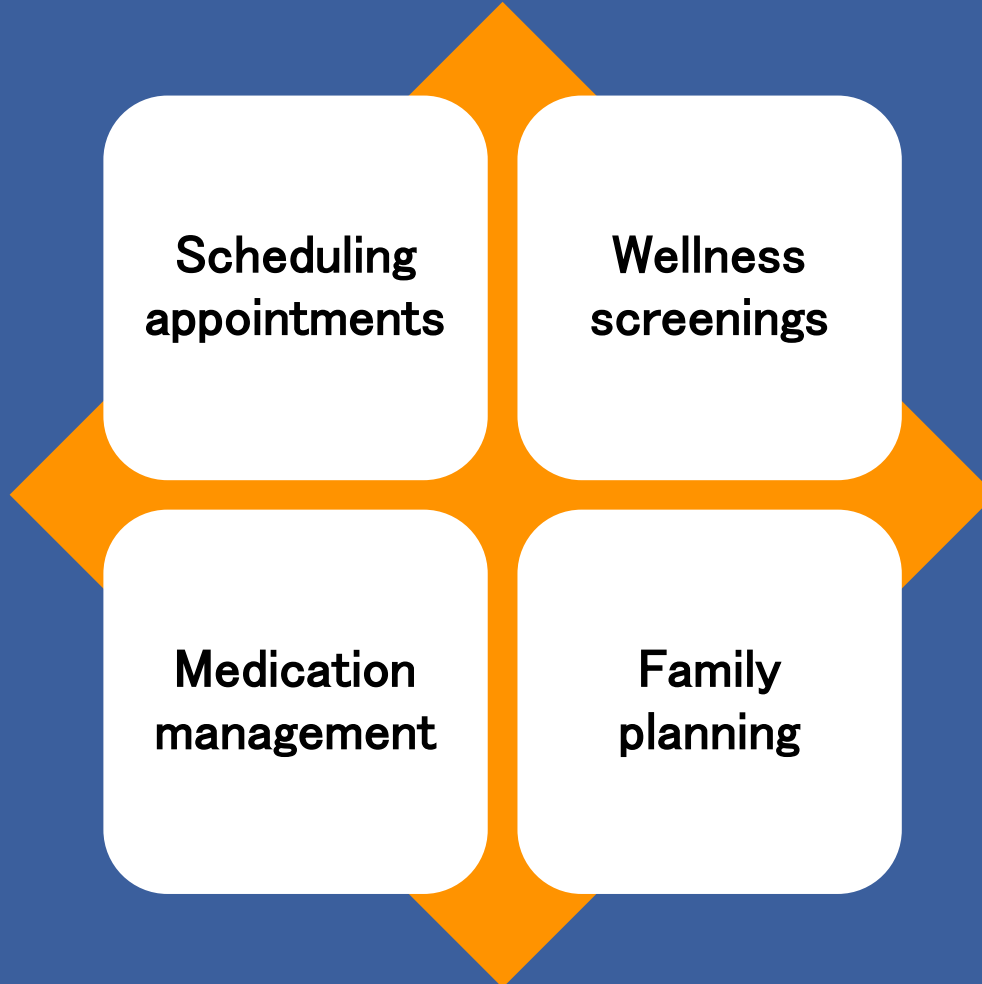 Scheduling
appointments
Wellness
screenings
Medication
management
Family
planning